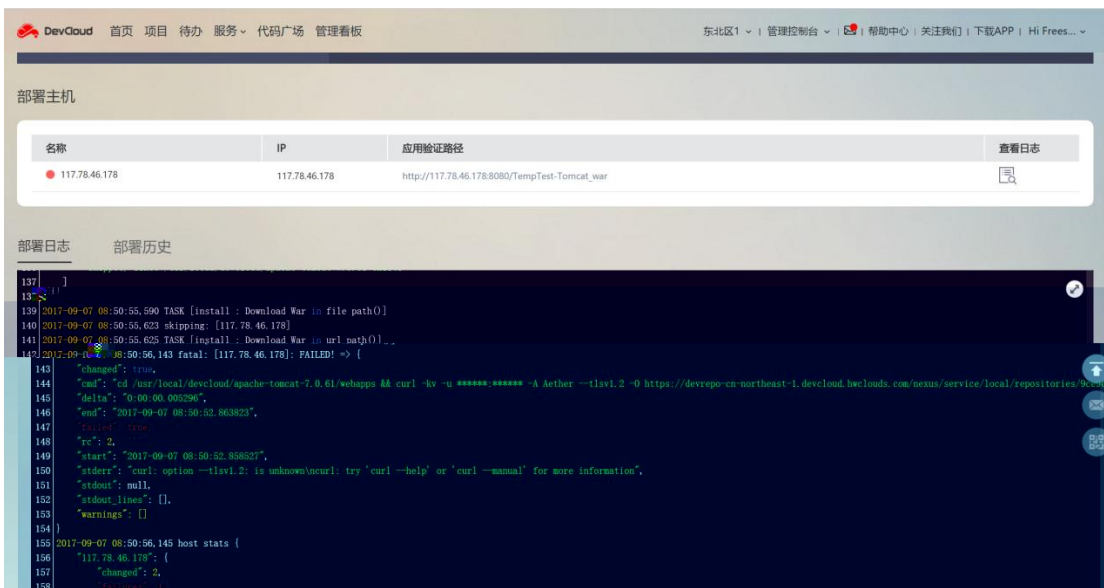 DevCloud 首页 项目 待办 服务 代码广场 管理看板 东北区1 | 管理控制台 | | 帮助中心 | 关注我们 | 下载APP | Hi Frees...
部署主机
名称 IP 应用验证路径 查看日志
117.78.46.178 117.78.46.178 http://117.78.46.178:8080/TempTest-Tomcat_war
部署日志 部署历史
137 ]
139 2017-09-07 08:50:55,590 TASK [install : Download War in file path()]
140 2017-09-07 08:50:55,623 skipping: [117.78.46.178]
141 2017-09-07 08:50:55,625 TASK [install : Download War in url path()]
142 2017-09-07 08:50:56,143 fatal: [117.78.46.178]: FAILED! => {
143 "changed": true,
144 "cmd": "cd /usr/local/devcloud/apache-tomcat-7.0.61/webapps && curl -kv -u ******:****** -A Aether --tlsv1.2 -O https://devrepo-cn-northeast-1.devcloud.hwclouds.com/nexus/service/local/repositories/
145 "delta": "0:00:00.005296",
146 "end": "2017-09-07 08:50:52.863823",
147 "failed": true,
148 "rc": 2,
149 "start": "2017-09-07 08:50:52.858527",
150 "stderr": "curl: option --tlsv1.2: is unknown\ncurl: try 'curl --help' or 'curl --manual' for more information",
151 "stdout": null,
152 "stdout_lines": [],
153 "warnings": []
154 }
155 2017-09-07 08:50:56,145 host stats {
156 "117.78.46.178": {
157 "changed": 2,
158